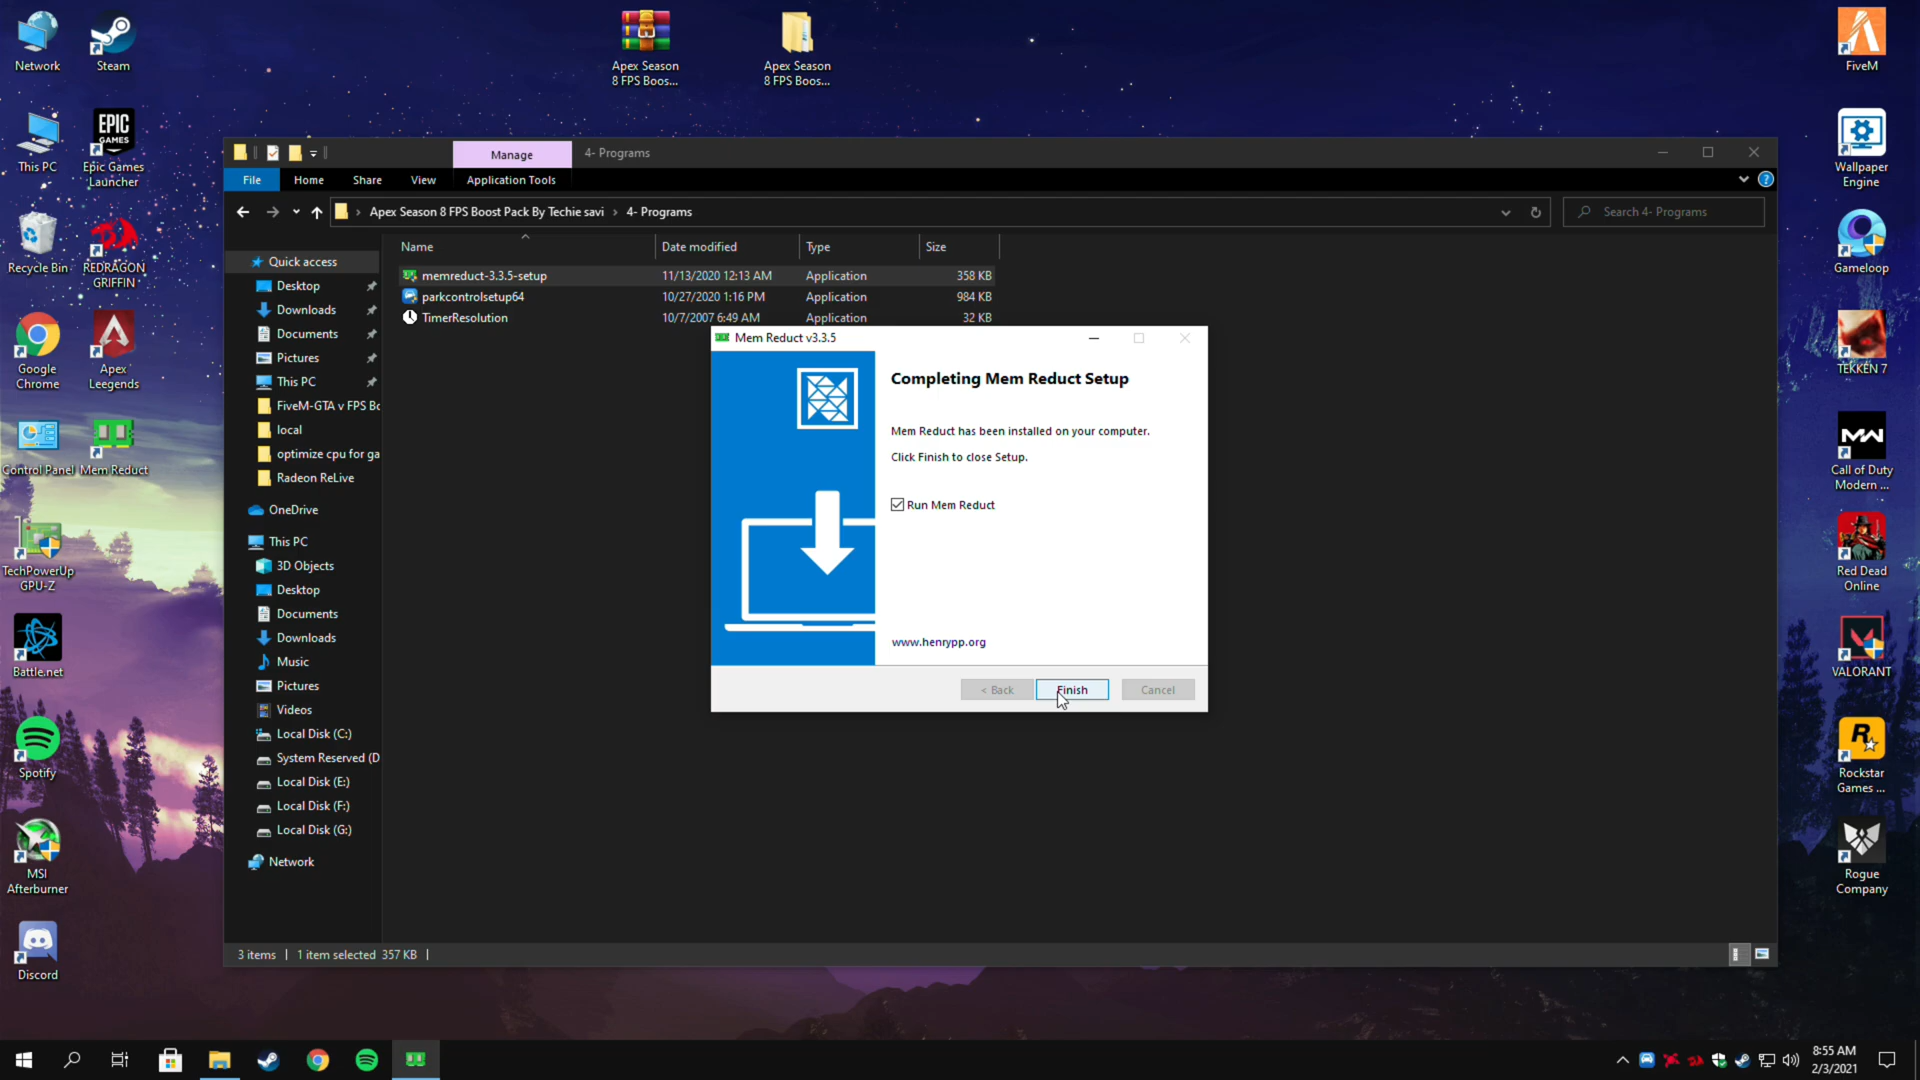 Network
Steam
Apex Season
8 FPS Boos...
Apex Season
8 FPS Boos...
FiveM
This PC
EPIC
GAMES
Epic Games
Launcher
Wallpaper
Engine
Recycle Bin
REDRAGON
GRIFFIN
Gameloop
Google
Chrome
Apex
Leegends
TEKKEN 7
Control Panel
Mem Reduct
MW
Call of Duty
Modern ...
TechPowerUp
GPU-Z
Red Dead
Online
Battle.net
VALORANT
Spotify
Rockstar
Games ...
MSI
Afterburner
Rogue
Company
Discord
Manage
4- Programs
File
Home
Share
View
Application Tools
Apex Season 8 FPS Boost Pack By Techie savi
4- Programs
Search 4- Programs
Name
Date modified
Type
Size
memreduct-3.3.5-setup
11/13/2020 12:13 AM
Application
358 KB
parkcontrolsetup64
10/27/2020 1:16 PM
Application
984 KB
TimerResolution
10/7/2007 6:49 AM
Application
32 KB
Quick access
Desktop
Downloads
Documents
Pictures
This PC
FiveM-GTA v FPS Bo
local
optimize cpu for ga
Radeon ReLive
OneDrive
This PC
3D Objects
Desktop
Documents
Downloads
Music
Pictures
Videos
Local Disk (C:)
System Reserved (D
Local Disk (E:)
Local Disk (F:)
Local Disk (G:)
Network
Mem Reduct v3.3.5
Completing Mem Reduct Setup
Mem Reduct has been installed on your computer.
Click Finish to close Setup.
Run Mem Reduct
www.henrypp.org
< Back
Finish
Cancel
3 items
1 item selected 357 KB
8:55 AM
2/3/2021